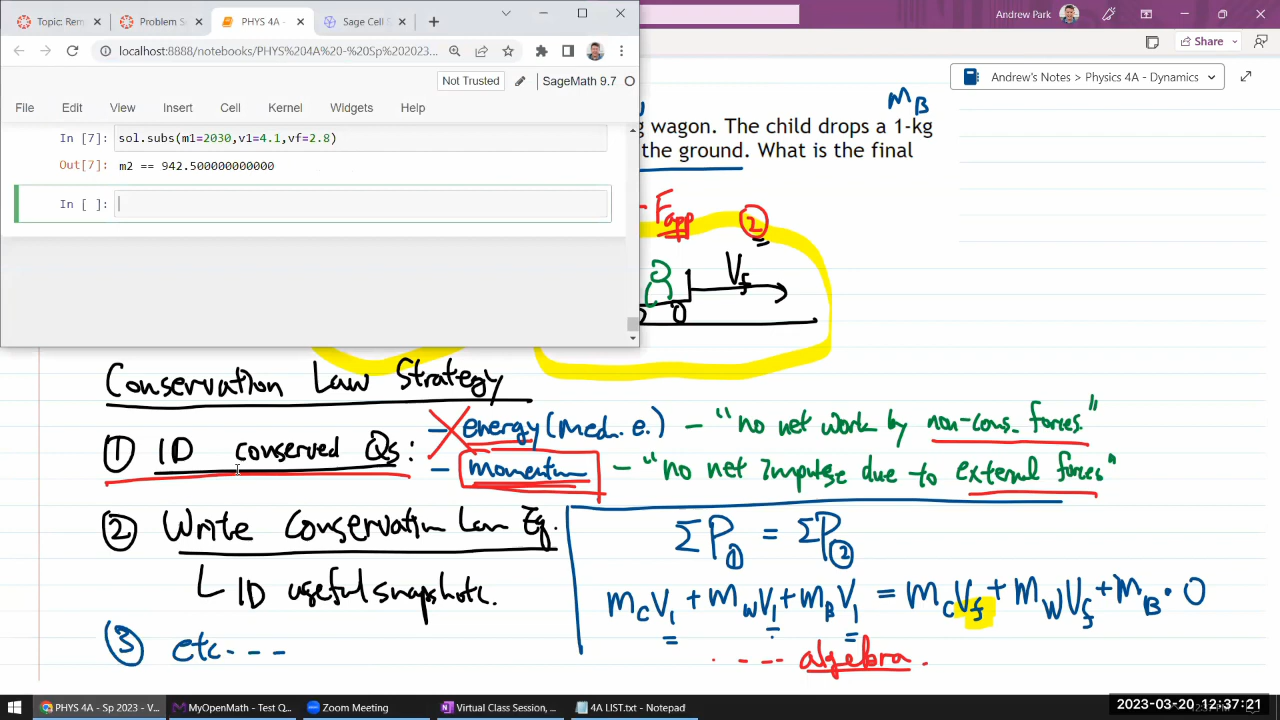 Topic: Rem
Problem S
PHYS 4A -
Sage Cell S
Andrew Park
localhost:8888/notebooks/PHYS%204A%20-%20Sp%202023...
Share
Not Trusted
SageMath 9.7
Andrew's Notes > Physics 4A - Dynamics
File Edit View Insert Cell Kernel Widgets Help
m_B
In [7]: sol.subs(m1=2030,v1=4.1,vf=2.8)
wagon. The child drops a 1-kg
Out[7]: m2 == 942.500000000000
the ground. What is the final
In [ ]:
- Fapp ②
Vf
Conservation Law Strategy
① ID conserved Qs:
- energy (mech. e.) - "no net work by non-cons. forces."
- momentum - "no net impulse due to external forces"
② Write Conservation Law Eq.
ΣP① = ΣP②
ID useful snapshots.
m_C V_1 + m_W V_1 + m_B V_1 = m_C V_f + m_W V_f + m_B · 0
③ etc---
.---- algebra.
PHYS 4A - Sp 2023 - V...
MyOpenMath - Test Q...
Zoom Meeting
Virtual Class Session, ...
4A LIST.txt - Notepad
2023-03-20 12:37:21